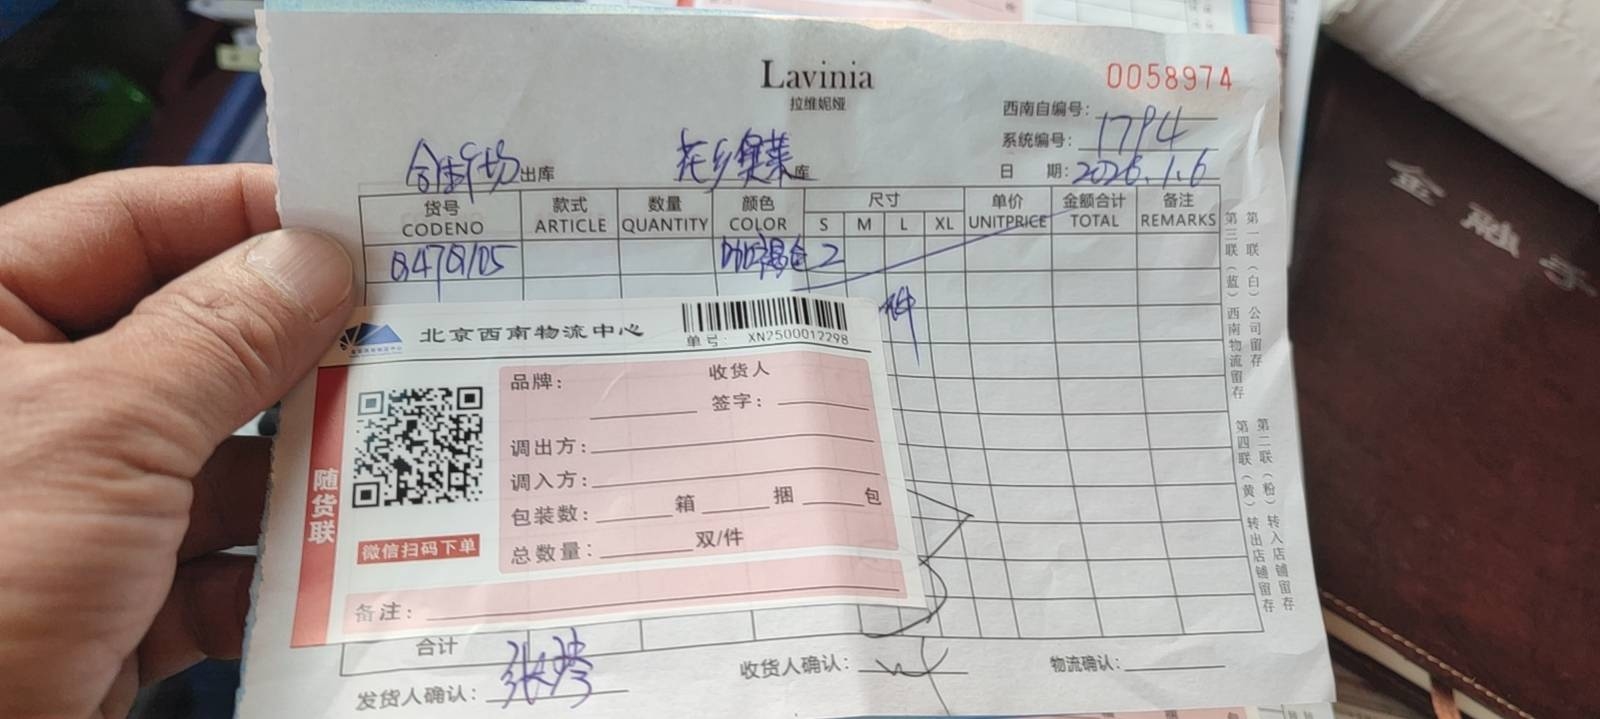 Lavinia
拉维妮娅
0058974
西南自编号：
系统编号： 1794
出库
库
日 期：2026.1.6
货号 款式 数量 颜色 尺寸 单价 金额合计 备注
CODENO ARTICLE QUANTITY COLOR S M L XL UNITPRICE TOTAL REMARKS
2
件
北京西南物流中心
单号： XN2500012298
随货联
微信扫码下单
品牌： 收货人
签字：
调出方：
调入方：
包装数： 箱 捆 包
总数量： 双/件
备注：
合计
发货人确认： 收货人确认： 物流确认：
第一联（白）公司留存
第三联（蓝）西南物流留存
第二联（粉）转入店铺留存
第四联（黄）转出店铺留存
金融手